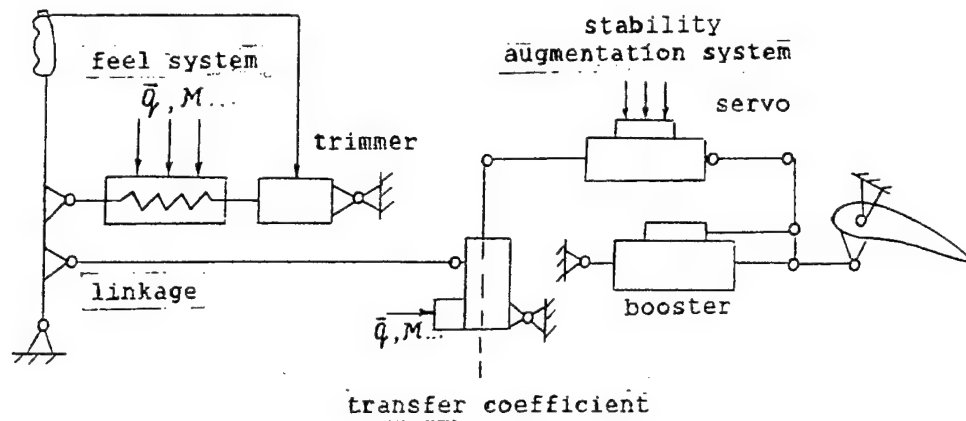 stability
augmentation system
feel system
q̄, M...
servo
trimmer
linkage
booster
q̄, M...
transfer coefficient